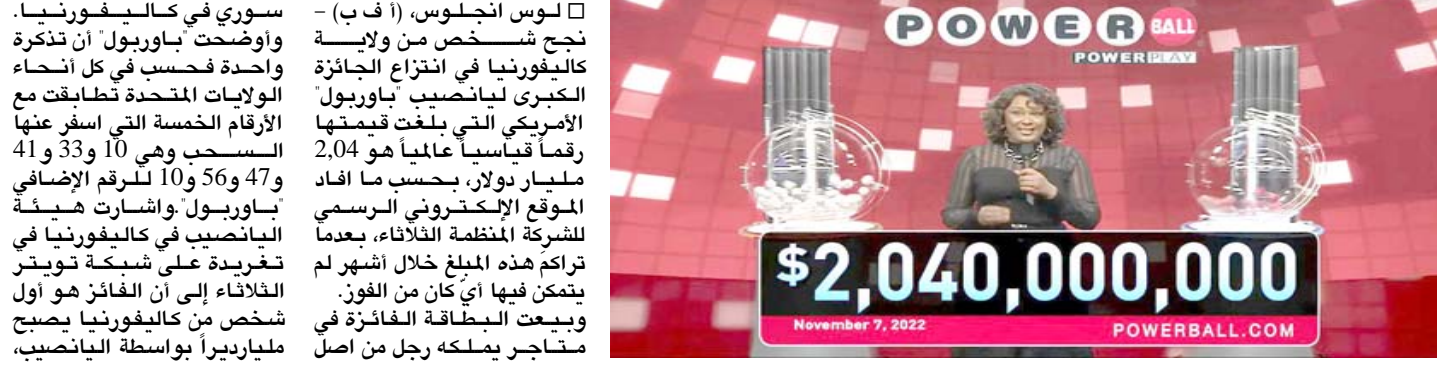 □ لوس انجلوس، (أ ف ب) –
نجح شخص من ولاية
كاليفورنيا في انتزاع الجائزة
الكبرى ليانصيب "باوربول"
الأمريكي التي بلغت قيمتها
رقماً قياسياً عالمياً هو 2,04
مليار دولار، بحسب ما افاد
الموقع الإلكتروني الرسمي
للشركة المنظمة الثلاثاء، بعدما
تراكمَ هذه المبلغ خلال أشهر لم
يتمكن فيها أيّ كان من الفوز.
وبيعت البطاقة الفائزة في
متاجر يملكه رجل من اصل
سوري في كاليفورنيا.
وأوضحت "باوربول" أن تذكرة
واحدة فحسب في كل أنحاء
الولايات المتحدة تطابقت مع
الأرقام الخمسة التي اسفر عنها
السحب وهي 10 و33 و41
و47 و56 و10 للرقم الإضافي
"باوربول".واشارت هيئة
اليانصيب في كاليفورنيا في
تغريدة على شبكة تويتر
الثلاثاء إلى أن الفائز هو أول
شخص من كاليفورنيا يصبح
مليارديراً بواسطة اليانصيب،
POWER BALL
POWER PLAY
$2,040,000,000
November 7, 2022
POWERBALL.COM